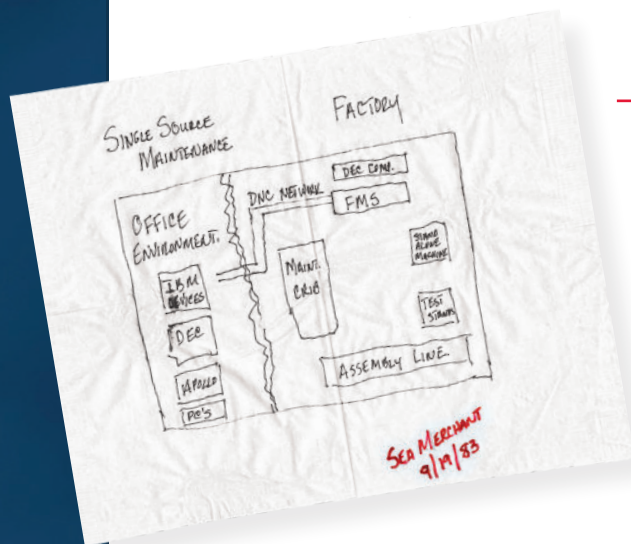 SINGLE SOURCE
MAINTENANCE
FACTORY
OFFICE
ENVIRONMENT.
IBM
DEVICES
DEC
APOLLO
PC'S
DNC NETWORK
DEC COMP.
FMS
MAINT.
CRIB
STAND
ALONE
MACHINE
TEST
STANDS
ASSEMBLY LINE
SEA MERCHANT
9/19/83